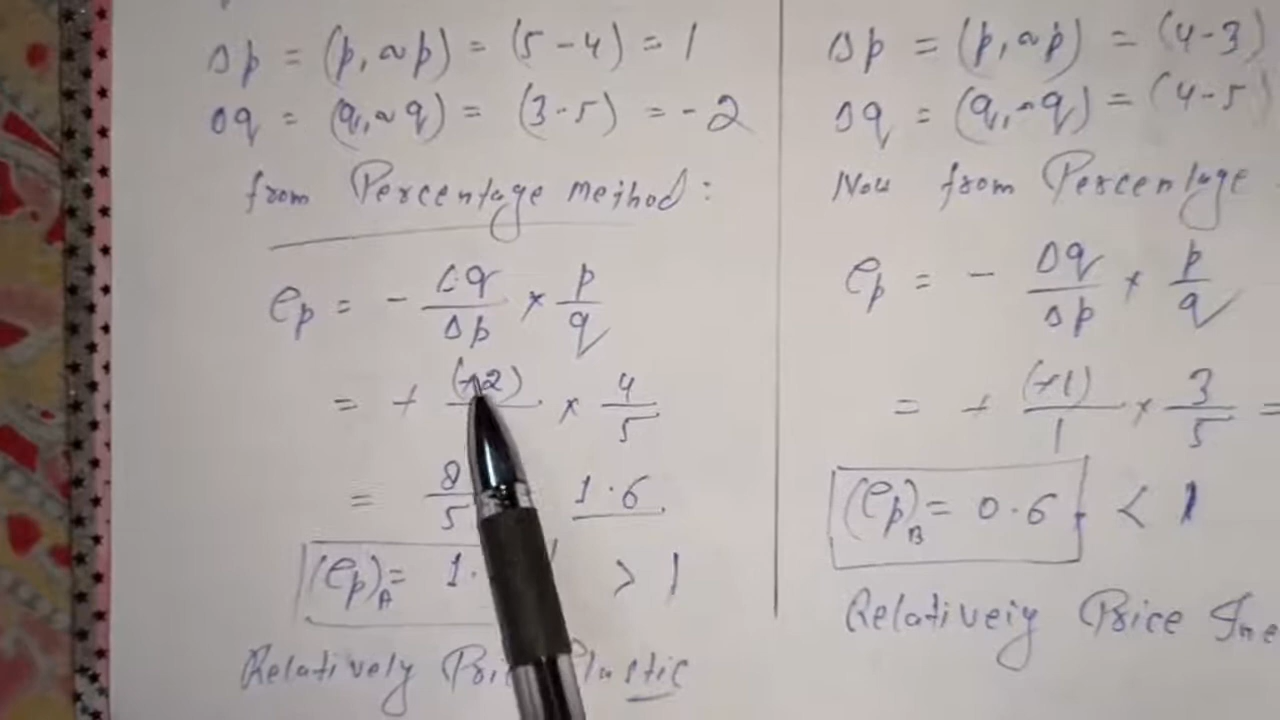 Δp = (p₁ ~ p) = (5 - 4) = 1
Δq = (q₁ ~ q) = (3 - 5) = - 2
from Percentage method :
ep = - Δq/Δp × p/q
= + (+2) × 4/5
= 8/5 1.6
(ep)A = 1. > 1
Relatively Pri lastic
Δp = (p₁ ~ p) = (4 - 3)
Δq = (q₁ ~ q) = (4 - 5)
Now from Percentage
ep = - Δq/Δp × p/q
= + (+1)/1 × 3/5 =
(ep)B = 0.6 < 1
Relatively Price Ine